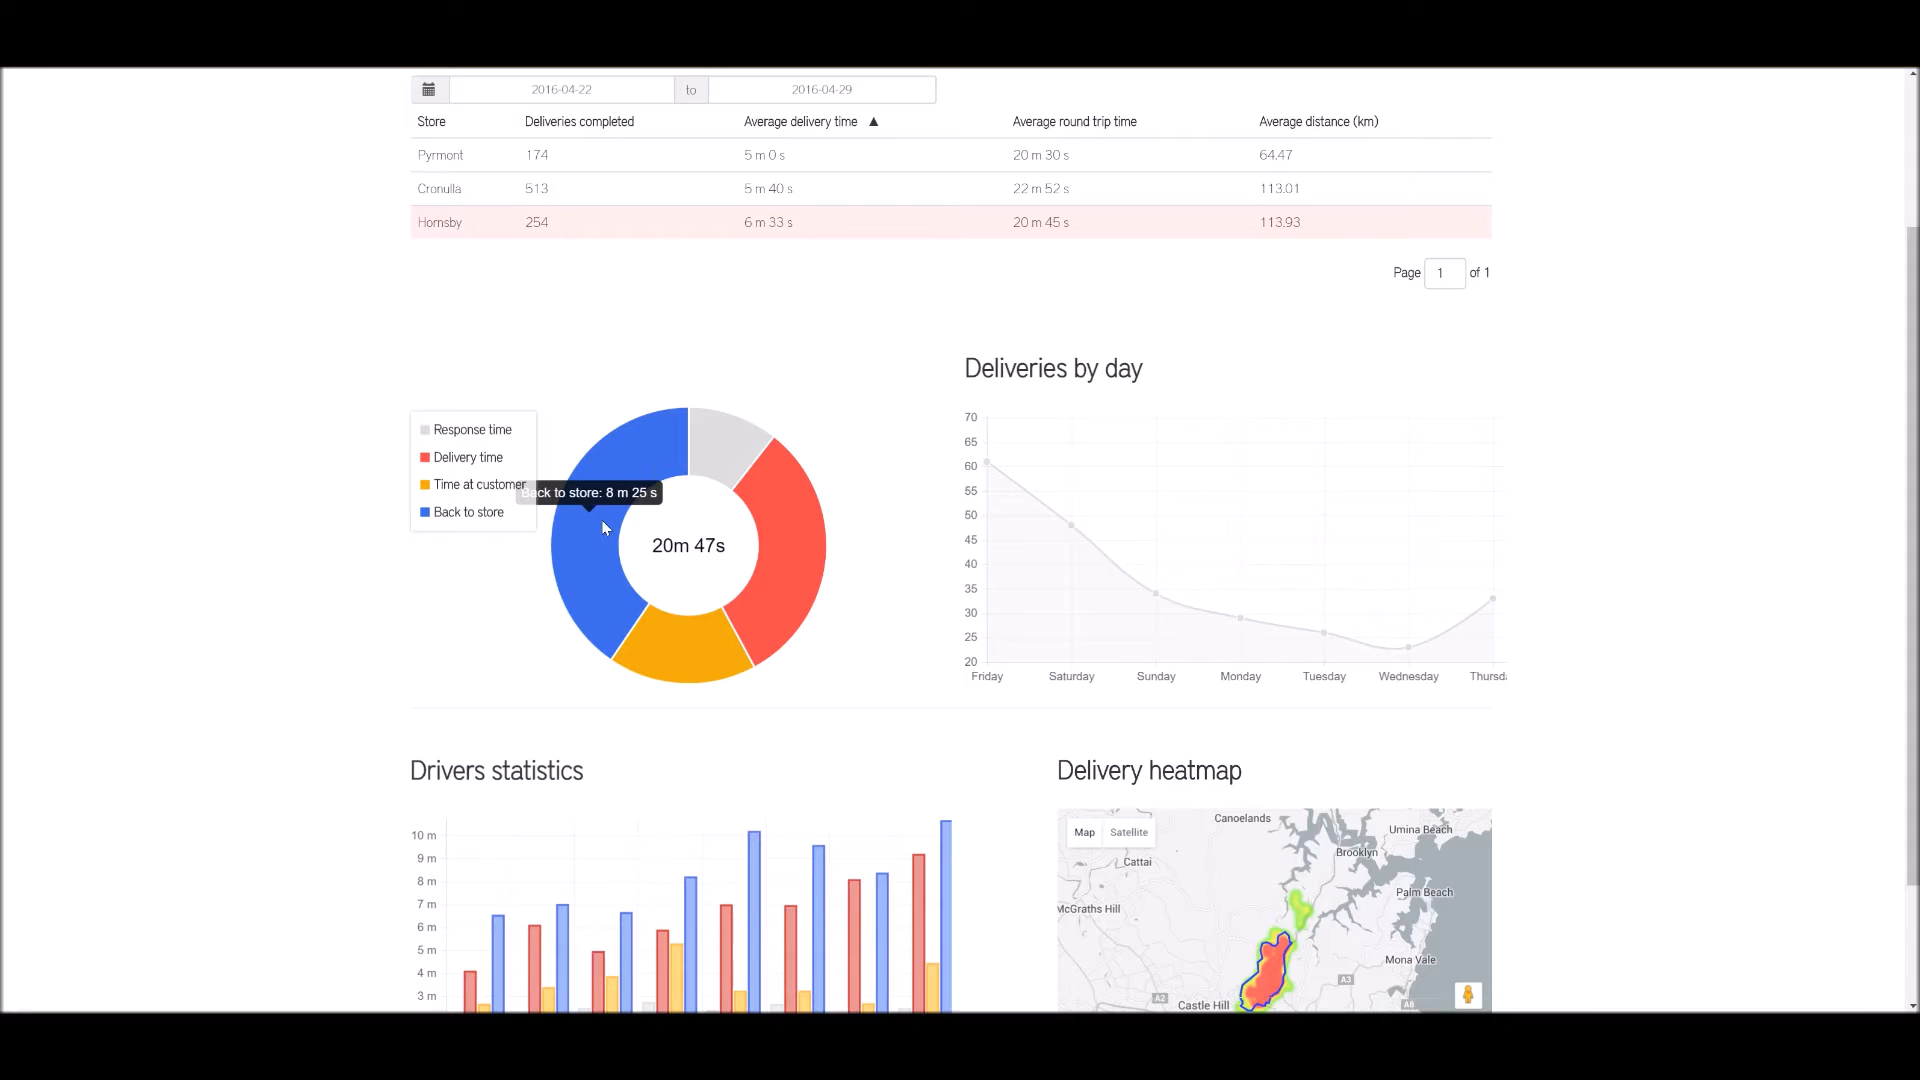 2016-04-22 to 2016-04-29
Store Deliveries completed Average delivery time ▲ Average round trip time Average distance (km)
Pyrmont 174 5 m 0 s 20 m 30 s 64.47
Cronulla 513 5 m 40 s 22 m 52 s 113.01
Hornsby 254 6 m 33 s 20 m 45 s 113.93
Page 1 of 1
Response time
Delivery time
Time at customer
Back to store
Back to store: 8 m 25 s
20m 47s
Deliveries by day
70
65
60
55
50
45
40
35
30
25
20
Friday Saturday Sunday Monday Tuesday Wednesday Thursd
Drivers statistics
10 m
9 m
8 m
7 m
6 m
5 m
4 m
3 m
Delivery heatmap
Map Satellite
Canoelands
Umina Beach
Brooklyn
Cattai
Palm Beach
McGraths Hill
Mona Vale
A3
A2
Castle Hill
A8